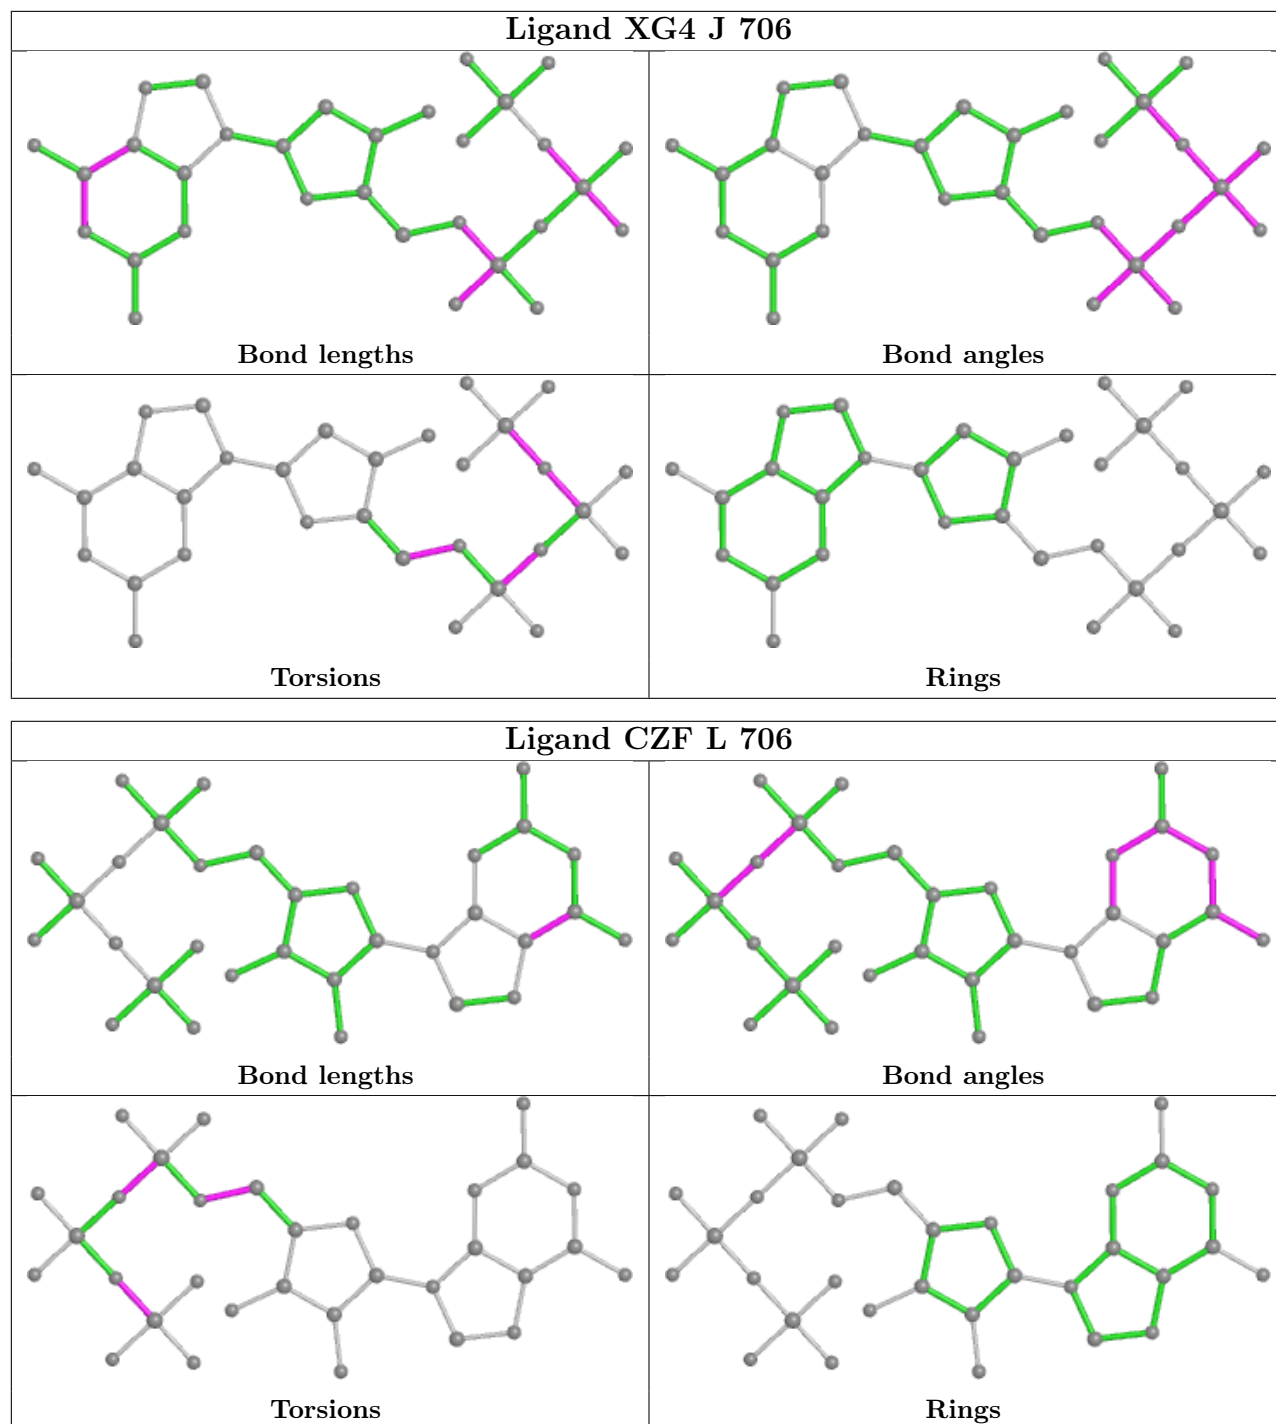 Ligand XG4 J 706
Bond lengths
Bond angles
Torsions
Rings
Ligand CZF L 706
Bond lengths
Bond angles
Torsions
Rings